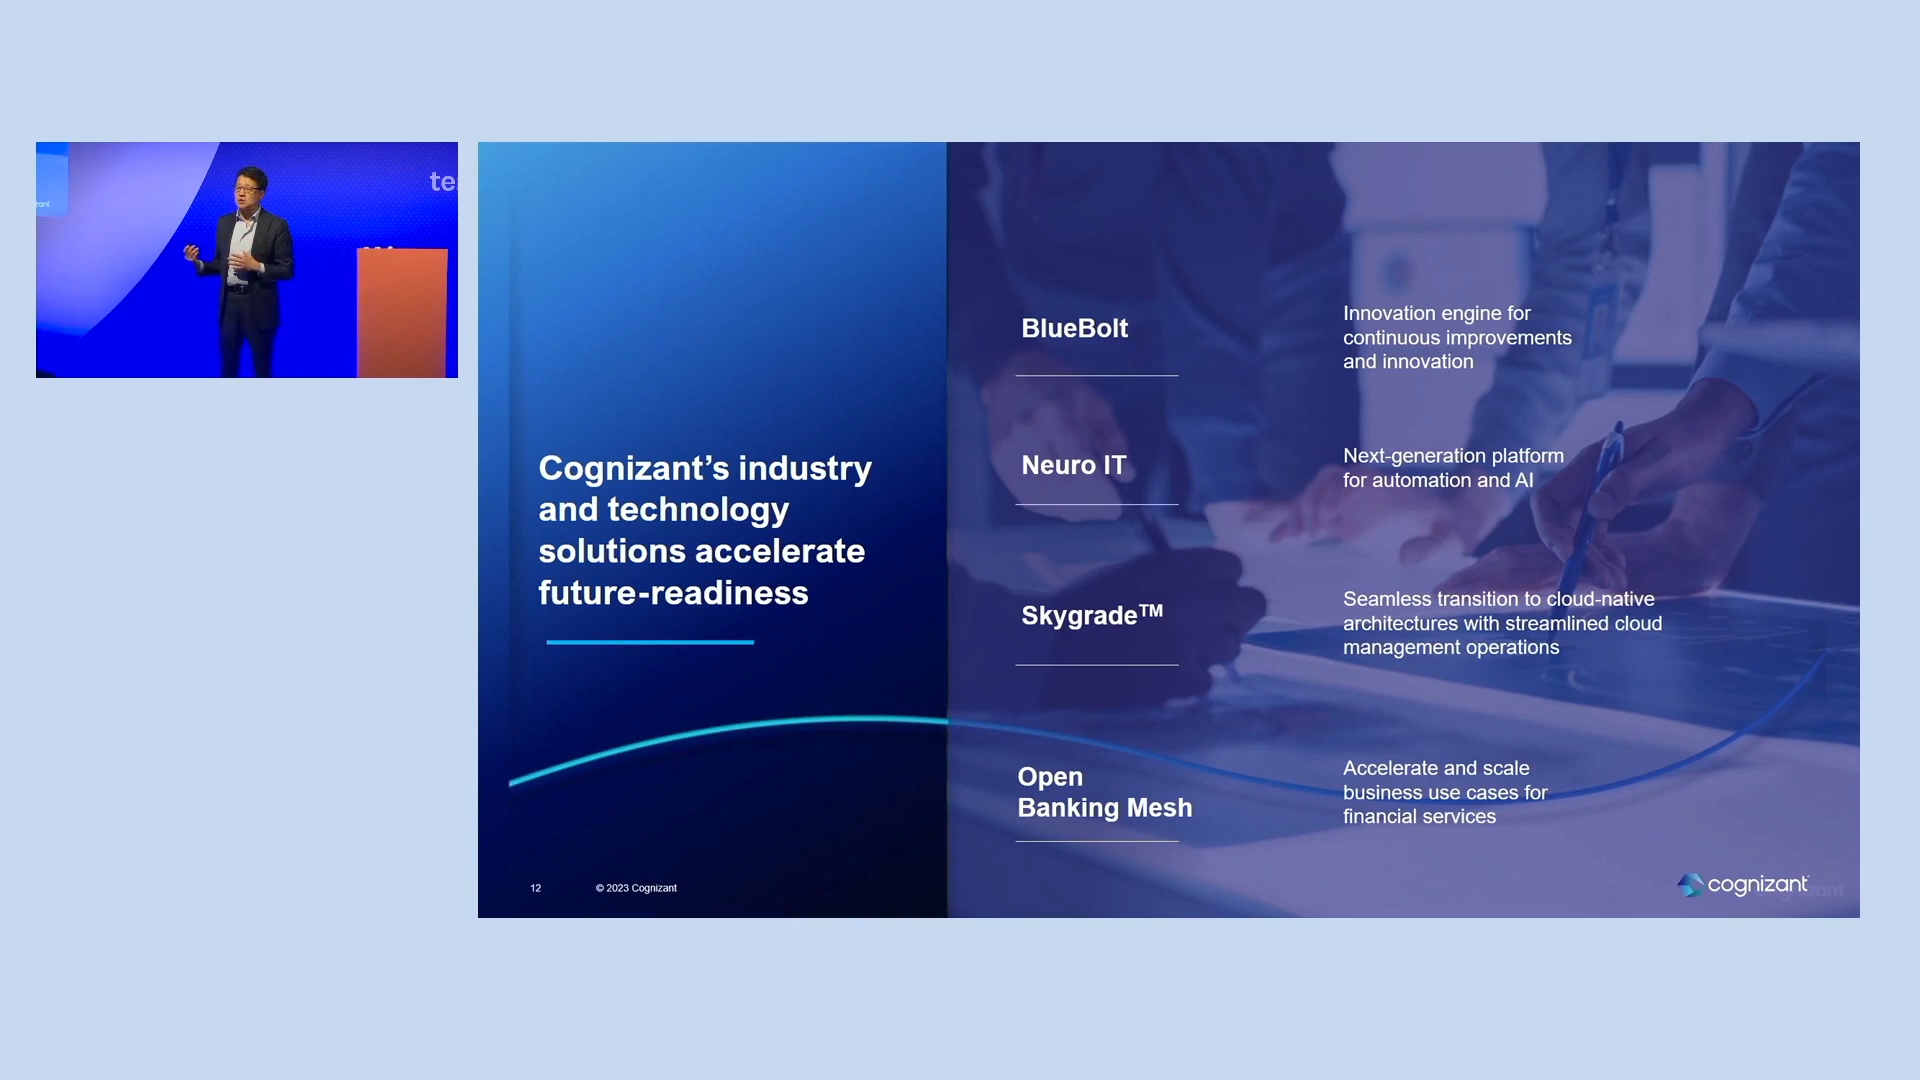 te
zant
Cognizant’s industry
and technology
solutions accelerate
future-readiness
12
© 2023 Cognizant
BlueBolt
Innovation engine for
continuous improvements
and innovation
Neuro IT
Next-generation platform
for automation and AI
Skygrade™
Seamless transition to cloud-native
architectures with streamlined cloud
management operations
Open
Banking Mesh
Accelerate and scale
business use cases for
financial services
cognizant